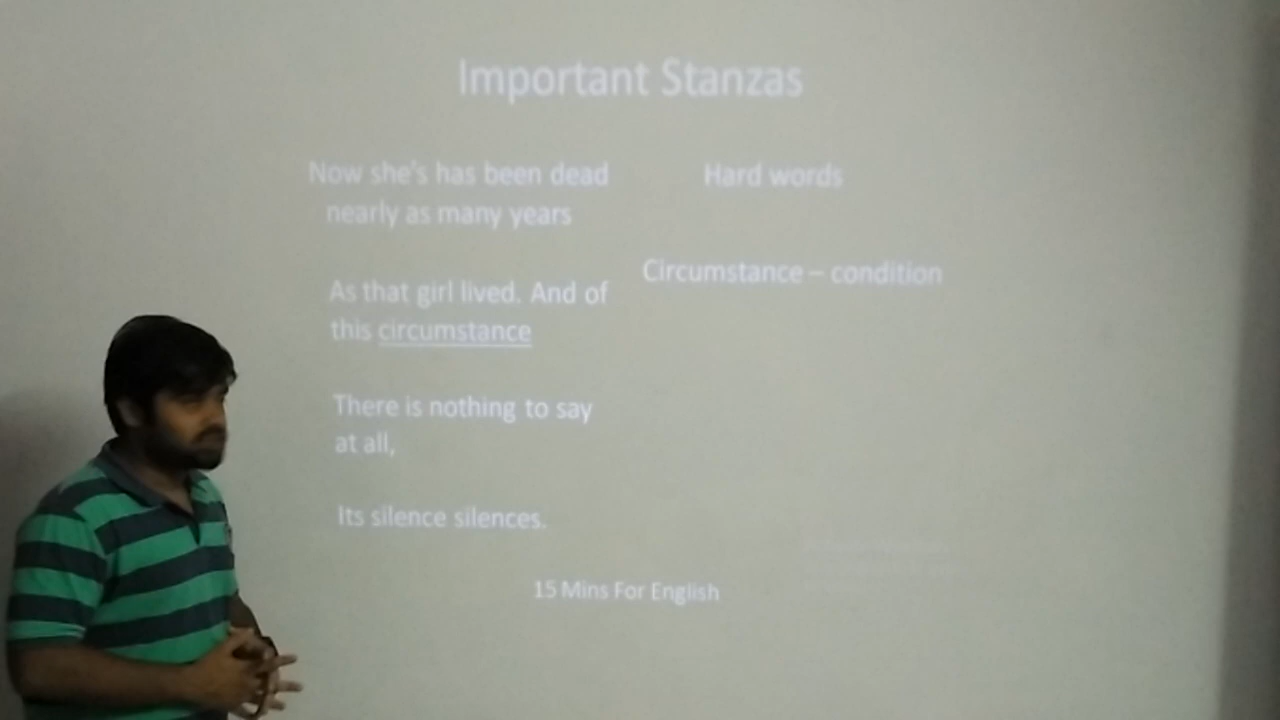 Important Stanzas
Now she's has been dead
nearly as many years
As that girl lived. And of
this circumstance
There is nothing to say
at all,
Its silence silences.
Hard words
Circumstance – condition
15 Mins For English